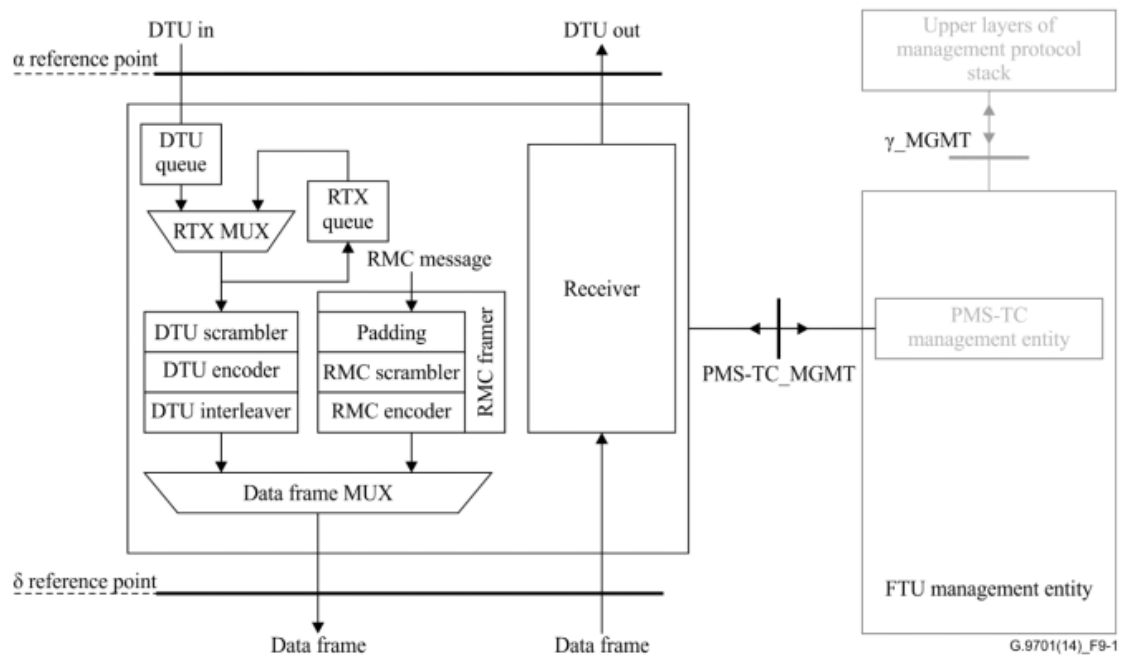 DTU in
DTU out
α reference point
Upper layers of
management protocol
stack
γ_MGMT
DTU
queue
RTX
queue
RTX MUX
RMC message
DTU scrambler
DTU encoder
DTU interleaver
Padding
RMC scrambler
RMC encoder
RMC framer
Receiver
PMS-TC
management entity
PMS-TC_MGMT
Data frame MUX
δ reference point
FTU management entity
Data frame
Data frame
G.9701(14)_F9-1